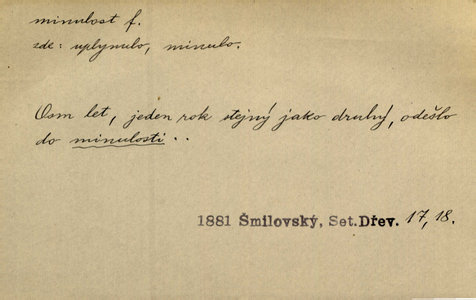 minulost f.
zde: uplynulo, minulo.
Osm let, jeden rok stejný jako druhý, odešlo
do minulosti..
1881 Šmilovský, Set.Dřev. 17, 18.